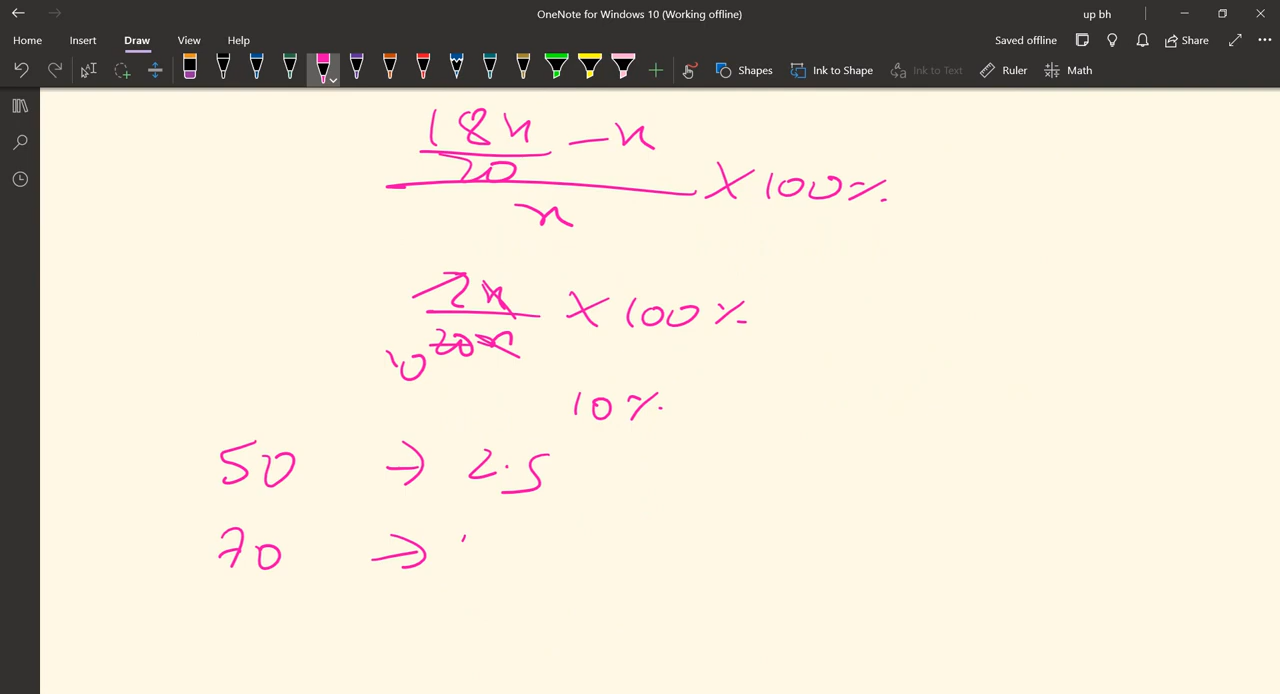 OneNote for Windows 10 (Working offline)
up bh
Home Insert Draw View Help
Saved offline
Share
Shapes
Ink to Shape
Ink to Text
Ruler
Math
18x
20
- x
x
× 100%
2x
20x
10
× 100%
10%
50 → 2.5
70 →